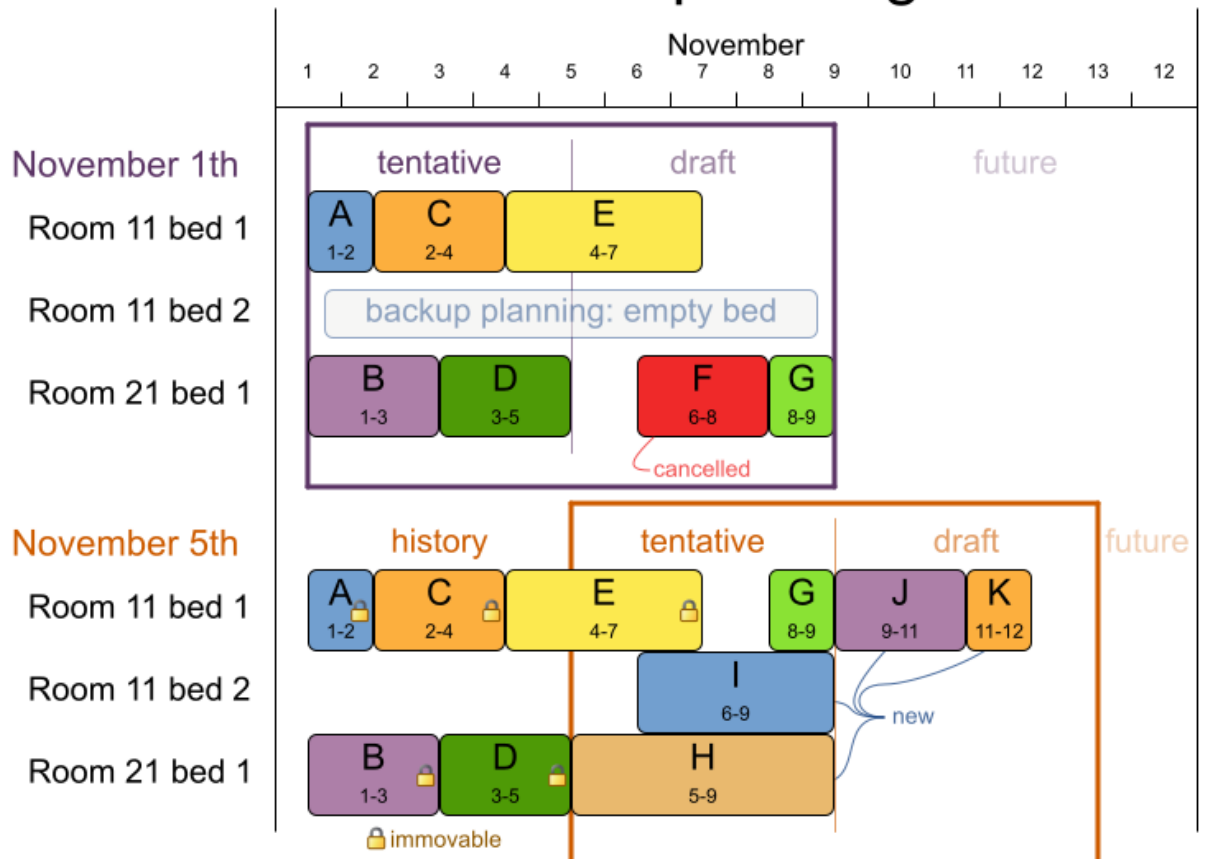 November
1 2 3 4 5 6 7 8 9 10 11 12 13 12
November 1th tentative draft future
Room 11 bed 1 A C E
1-2 2-4 4-7
Room 11 bed 2 backup planning: empty bed
Room 21 bed 1 B D F G
1-3 3-5 6-8 8-9
cancelled
November 5th history tentative draft future
Room 11 bed 1 A C E G J K
1-2 2-4 4-7 8-9 9-11 11-12
Room 11 bed 2 I
6-9
new
Room 21 bed 1 B D H
1-3 3-5 5-9
immovable